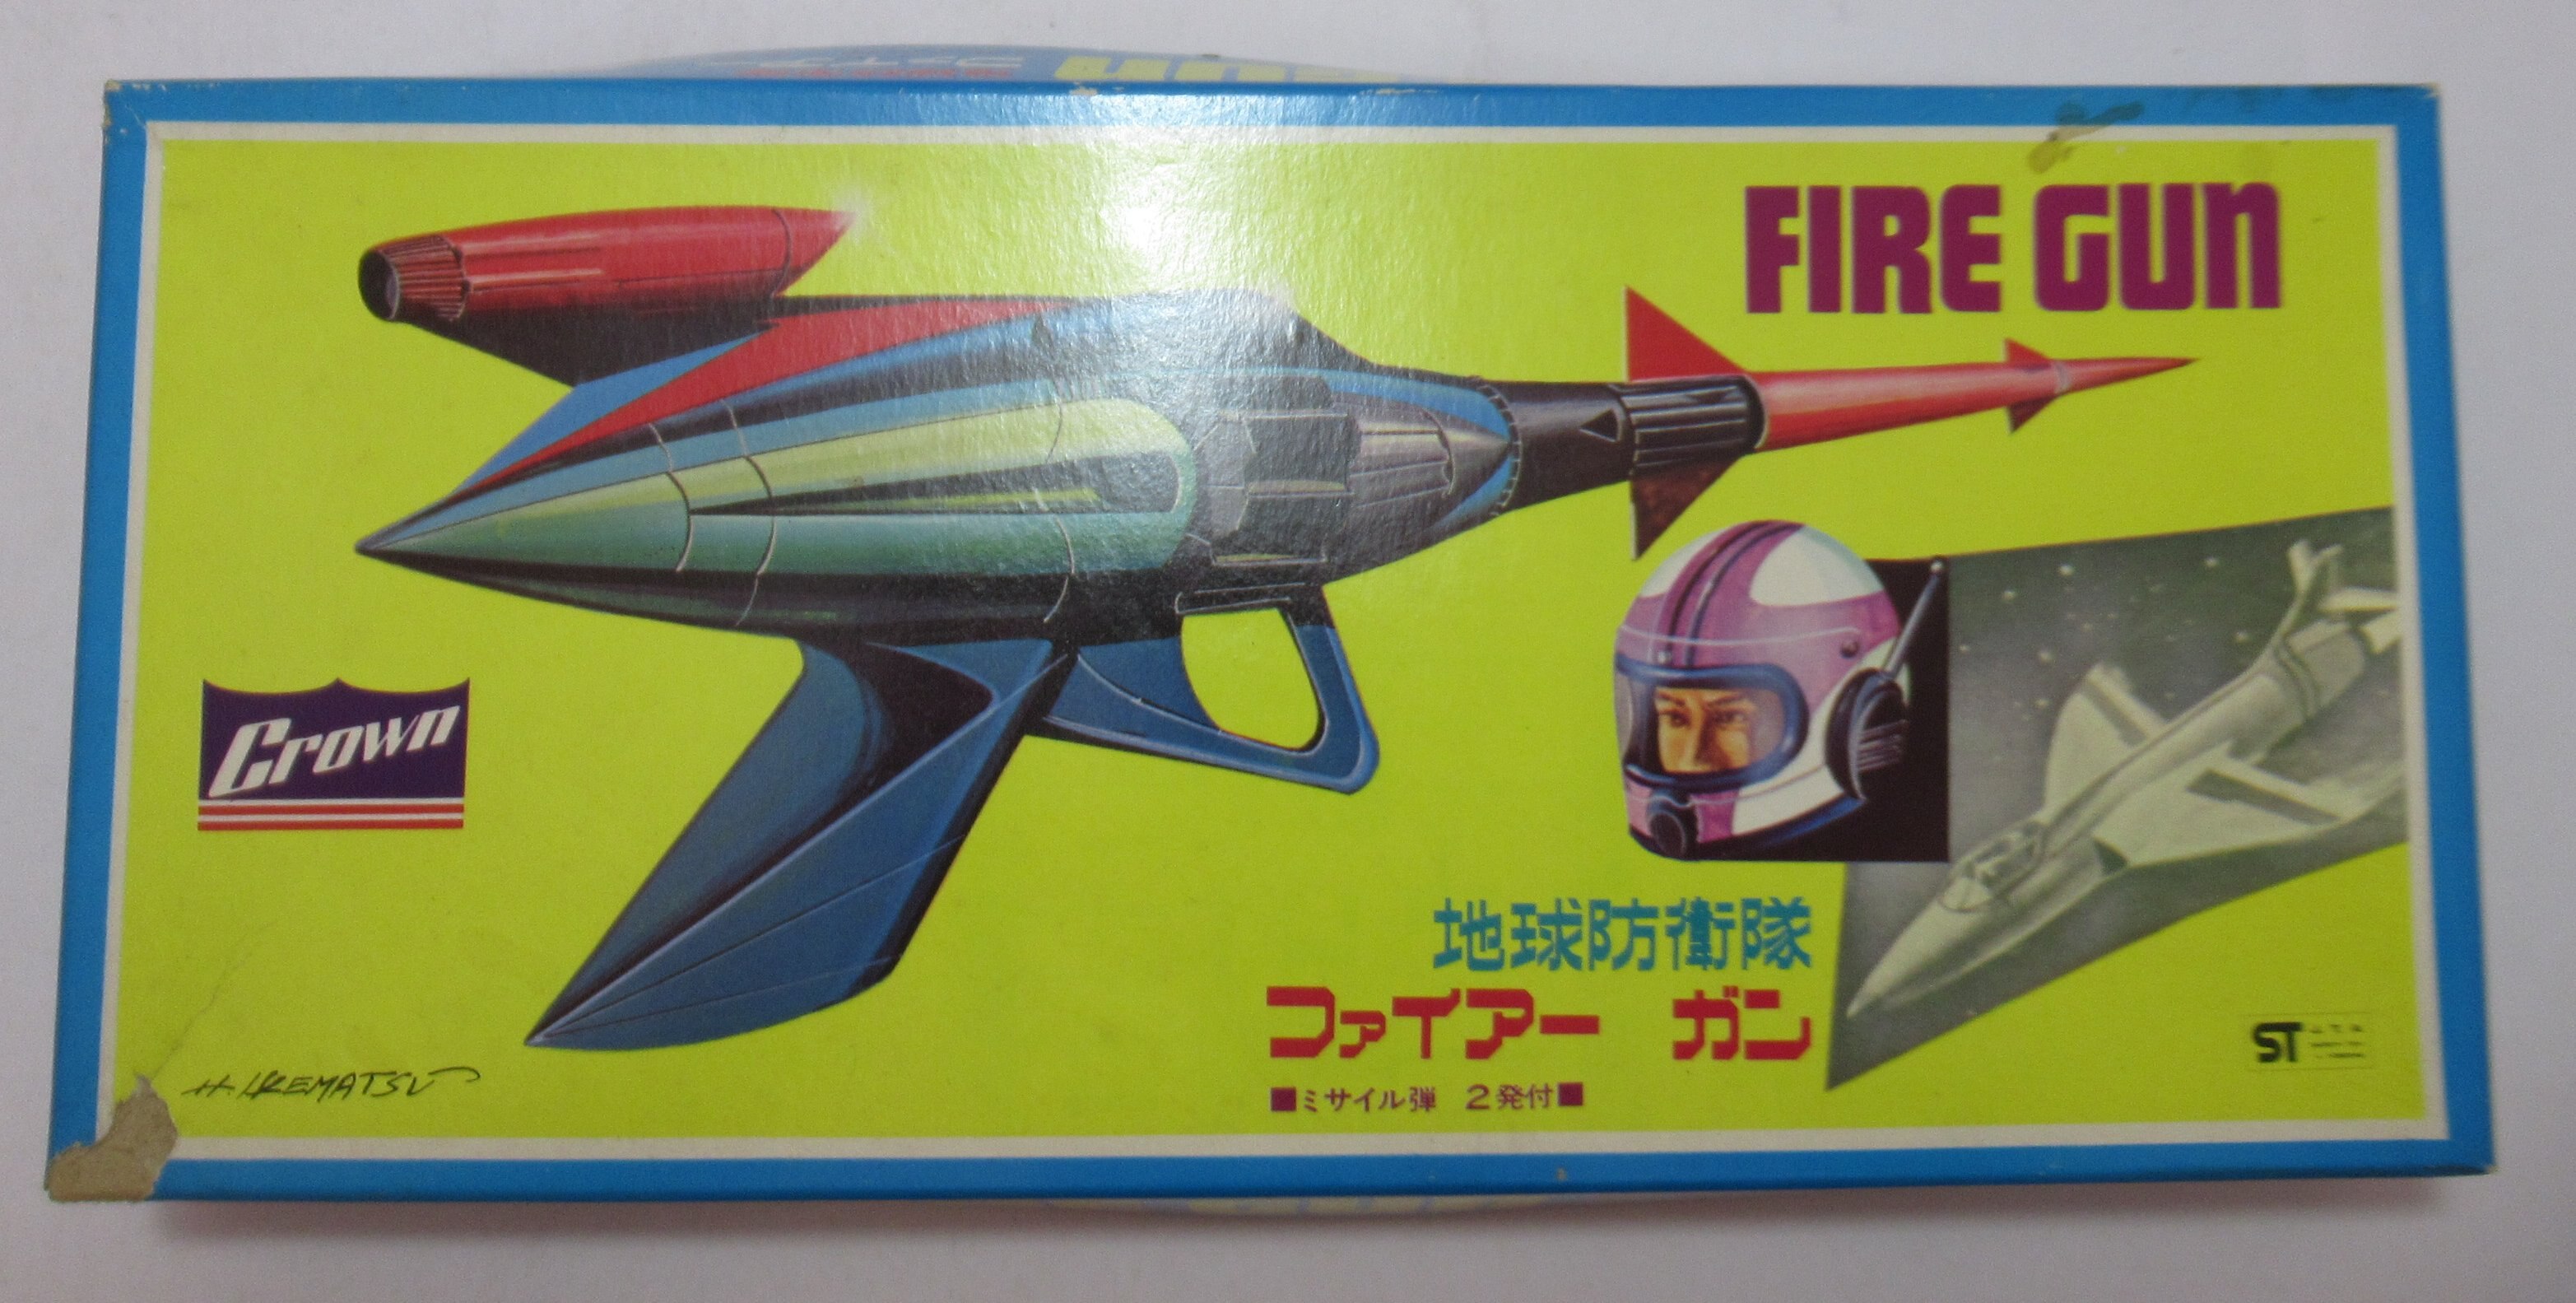 FIRE GUN
Crown
地球防衛隊
ファイアー ガン
■ミサイル弾 2発付■
ST
H. IKEMATSU